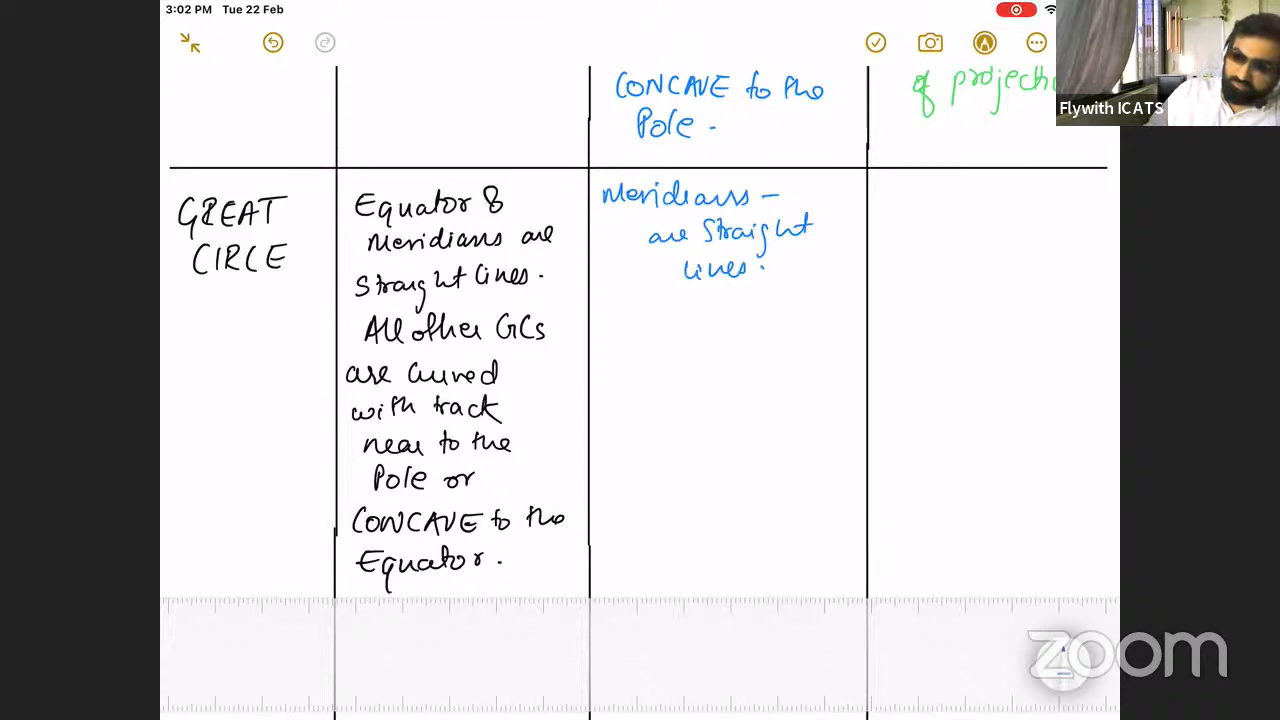 3:02 PM Tue 22 Feb
CONCAVE to the
Pole.
of projecti
Flywith ICATS
GREAT
CIRCLE
Equator &
Meridians are
Straight lines.
All other GCs
are curved
with track
near to the
Pole or
CONCAVE to the
Equator.
Meridians –
are Straight
lines.
zoom